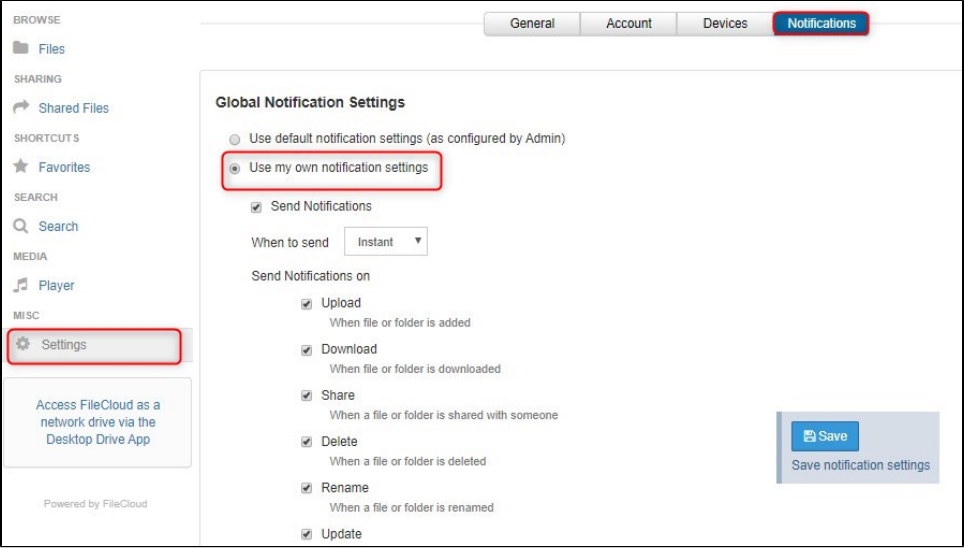 BROWSE
Files
SHARING
Shared Files
SHORTCUTS
Favorites
SEARCH
Search
MEDIA
Player
MISC
Settings
Access FileCloud as a
network drive via the
Desktop Drive App
Powered by FileCloud
General Account Devices Notifications
Global Notification Settings
Use default notification settings (as configured by Admin)
Use my own notification settings
Send Notifications
When to send Instant
Send Notifications on
Upload
When file or folder is added
Download
When file or folder is downloaded
Share
When a file or folder is shared with someone
Delete
When a file or folder is deleted
Rename
When a file or folder is renamed
Update
Save
Save notification settings